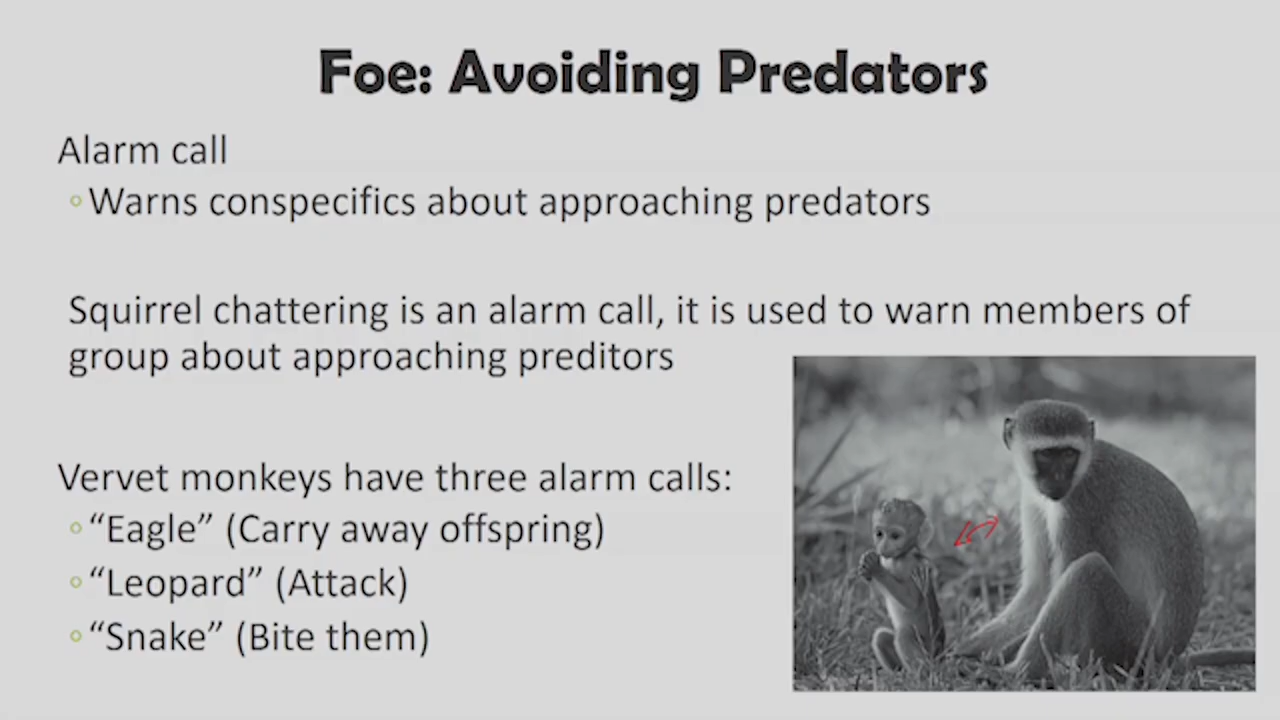 Foe: Avoiding Predators
Alarm call
◦Warns conspecifics about approaching predators
Squirrel chattering is an alarm call, it is used to warn members of
group about approaching preditors
Vervet monkeys have three alarm calls:
◦“Eagle” (Carry away offspring)
◦“Leopard” (Attack)
◦“Snake” (Bite them)